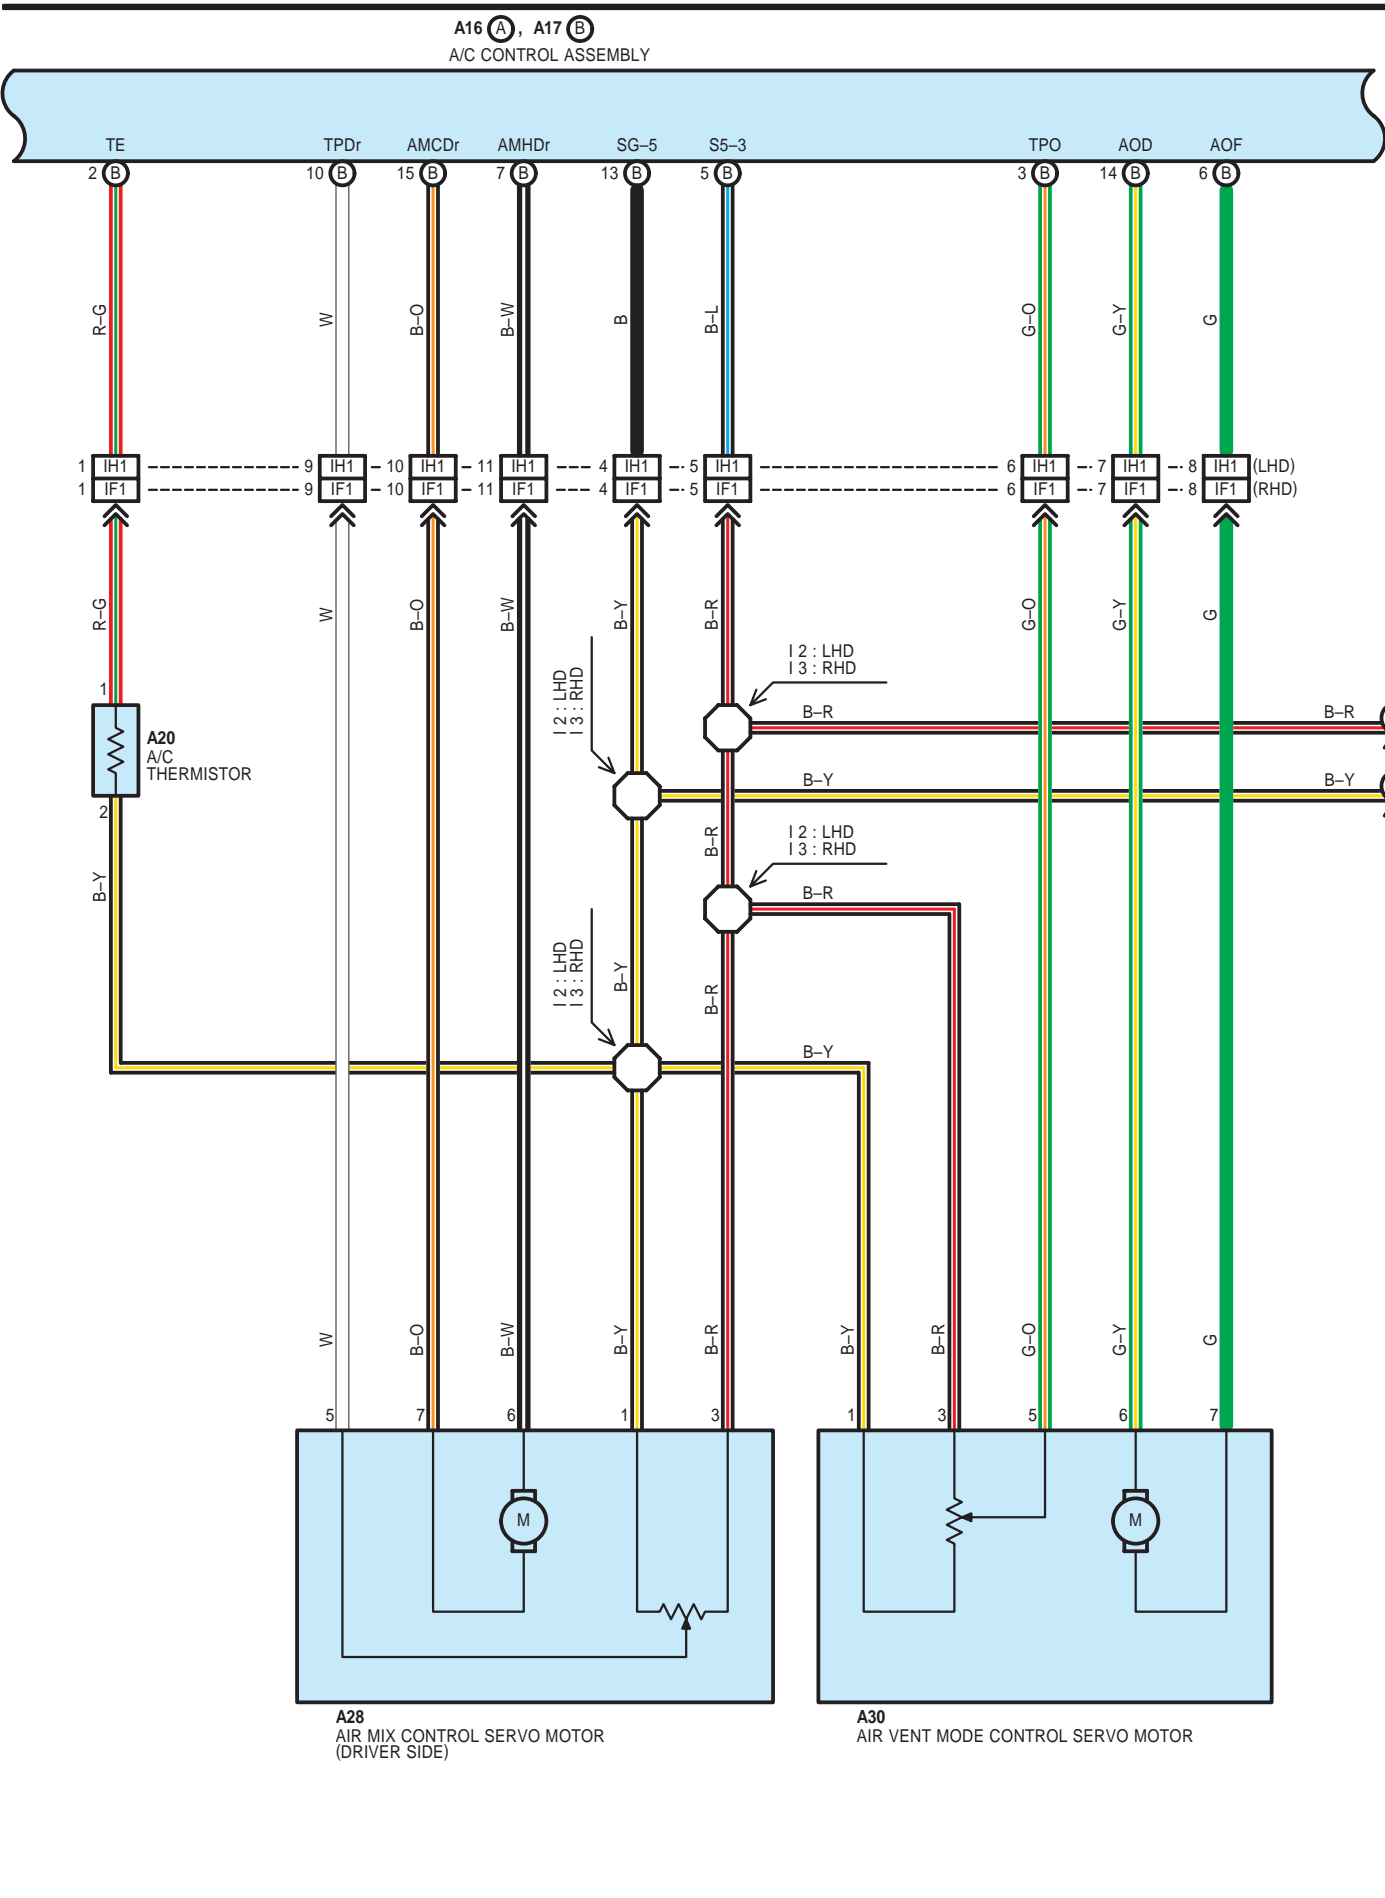 A16 A , A17 B
A/C CONTROL ASSEMBLY
TE TPDr AMCDr AMHDr SG–5 S5–3 TPO AOD AOF
2 B 10 B 15 B 7 B 13 B 5 B 3 B 14 B 6 B
R–G W B–O B–W B B–L G–O G–Y G
1 IH1 9 IH1 10 IH1 11 IH1 4 IH1 5 IH1 6 IH1 7 IH1 8 IH1 (LHD)
1 IF1 9 IF1 10 IF1 11 IF1 4 IF1 5 IF1 6 IF1 7 IF1 8 IF1 (RHD)
R–G W B–O B–W B–Y B–R G–O G–Y G
I 2 : LHD
I 3 : RHD
I 2 : LHD
I 3 : RHD
1
B–R B–R
A20
A/C
THERMISTOR
B–Y B–Y
2
I 2 : LHD
I 3 : RHD
B–R
B–Y
B–R
I 2 : LHD
I 3 : RHD
B–Y
B–R
B–Y
W B–O B–W B–Y B–R B–Y B–R G–O G–Y G
5 7 6 1 3 1 3 5 6 7
M M
A28
AIR MIX CONTROL SERVO MOTOR
(DRIVER SIDE)
A30
AIR VENT MODE CONTROL SERVO MOTOR